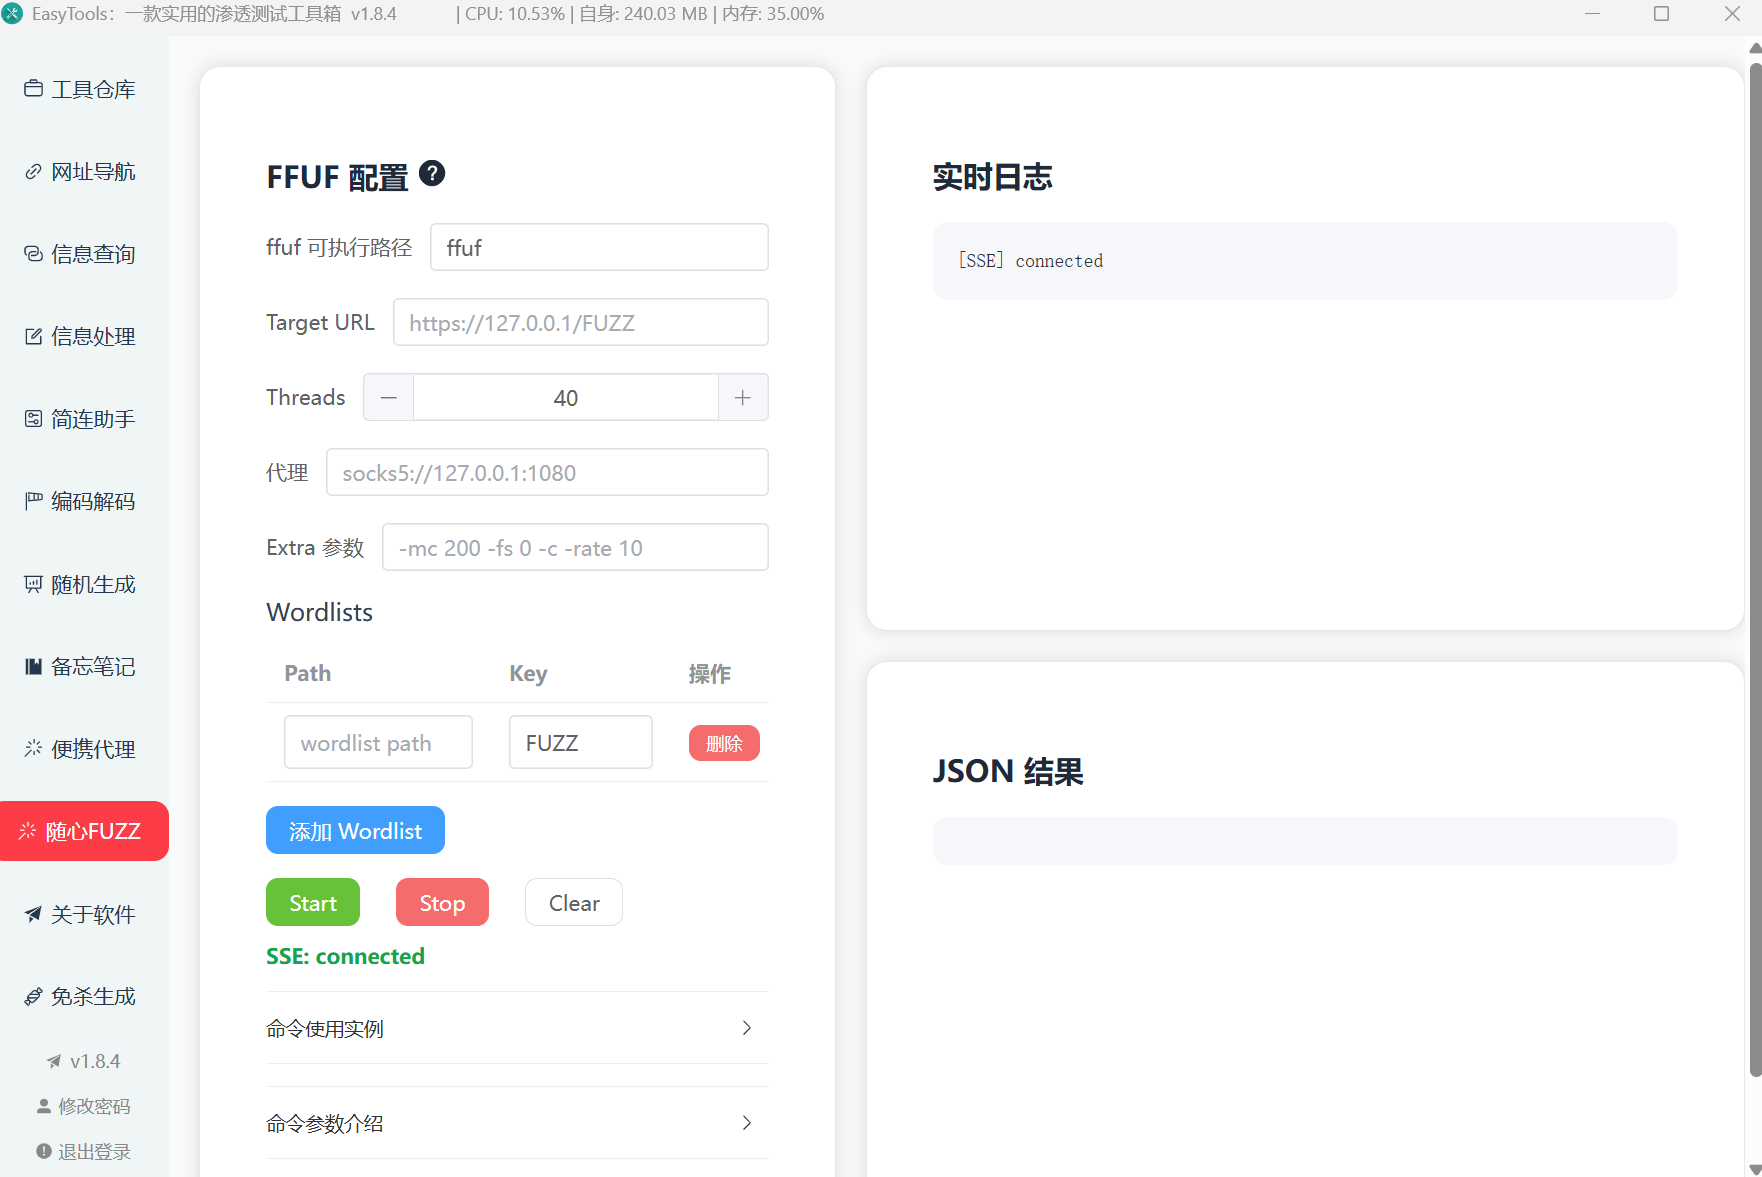 EasyTools：一款实用的渗透测试工具箱 v1.8.4 | CPU: 10.53% | 自身: 240.03 MB | 内存: 35.00%
工具仓库
网址导航
信息查询
信息处理
简连助手
编码解码
随机生成
备忘笔记
便携代理
随心FUZZ
关于软件
免杀生成
v1.8.4
修改密码
退出登录
FFUF 配置
ffuf 可执行路径 ffuf
Target URL https://127.0.0.1/FUZZ
Threads 40
代理 socks5://127.0.0.1:1080
Extra 参数 -mc 200 -fs 0 -c -rate 10
Wordlists
Path Key 操作
wordlist path FUZZ 删除
添加 Wordlist
Start Stop Clear
SSE: connected
命令使用实例
命令参数介绍
实时日志
[SSE] connected
JSON 结果